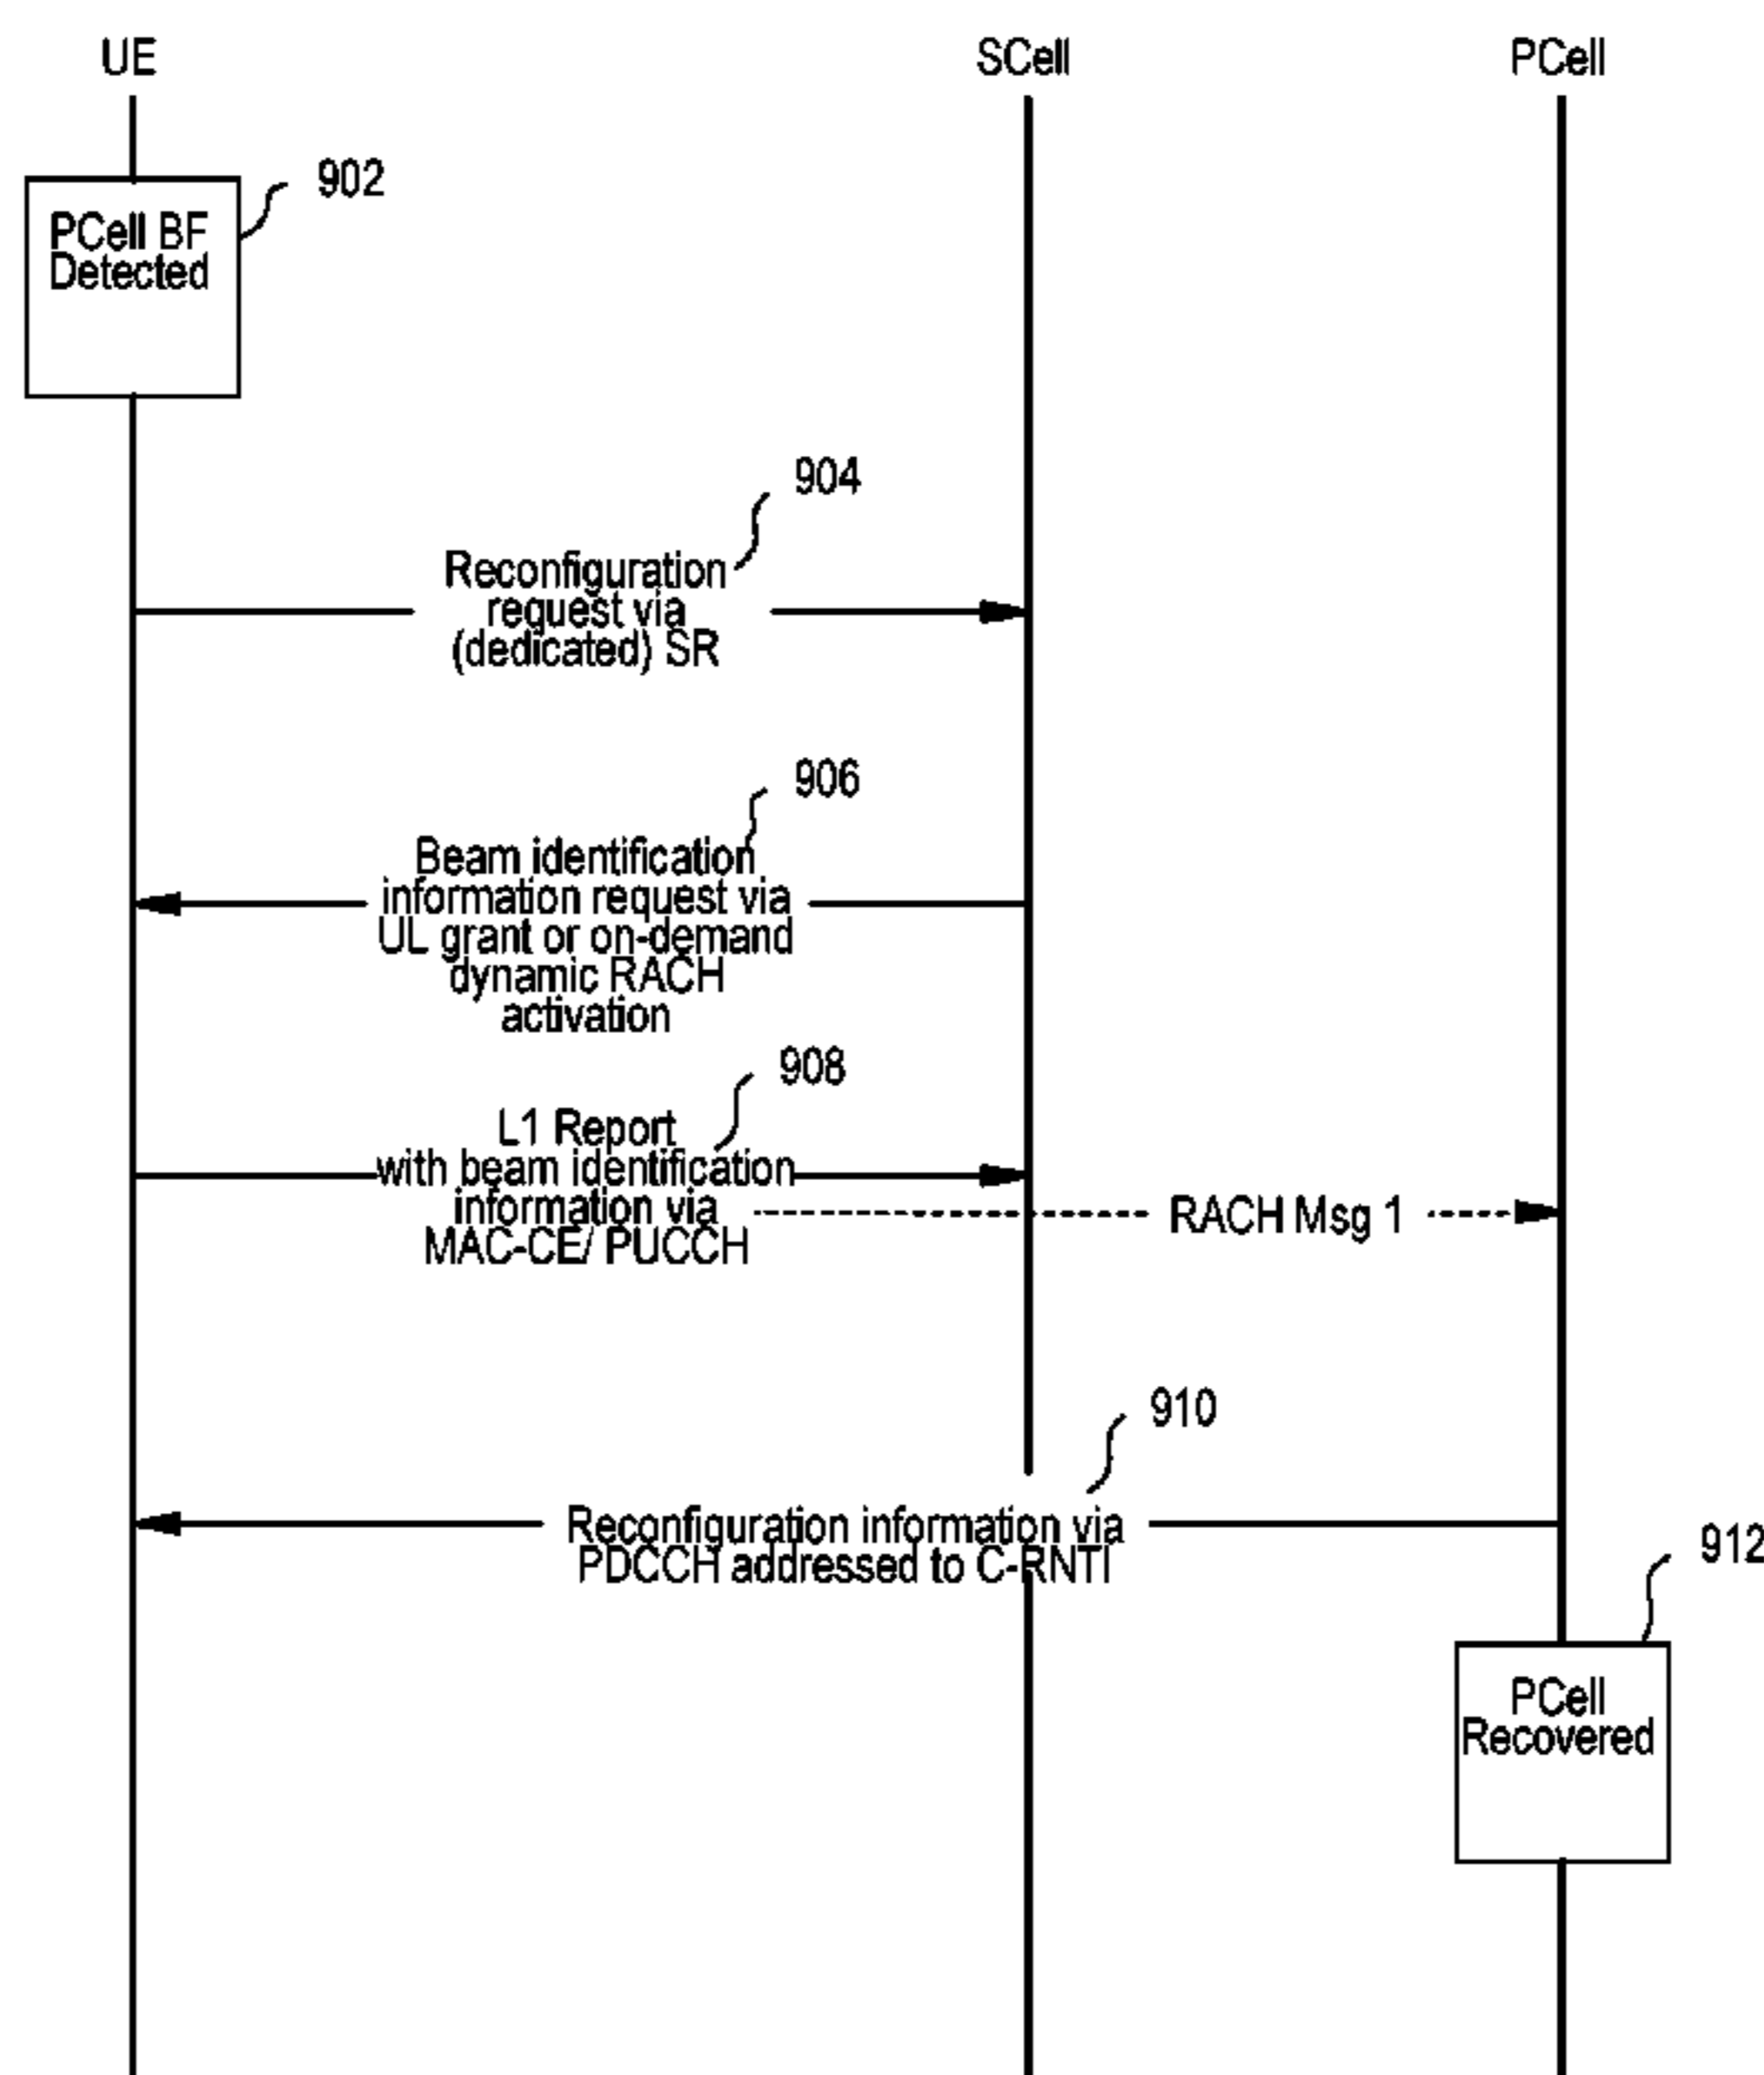 UE
SCell
PCell
902
PCell BF
Detected
904
Reconfiguration
request via
(dedicated) SR
906
Beam identification
information request via
UL grant or on-demand
dynamic RACH
activation
908
L1 Report
with beam identification
information via
MAC-CE/ PUCCH
RACH Msg 1
910
Reconfiguration information via
PDCCH addressed to C-RNTI
912
PCell
Recovered